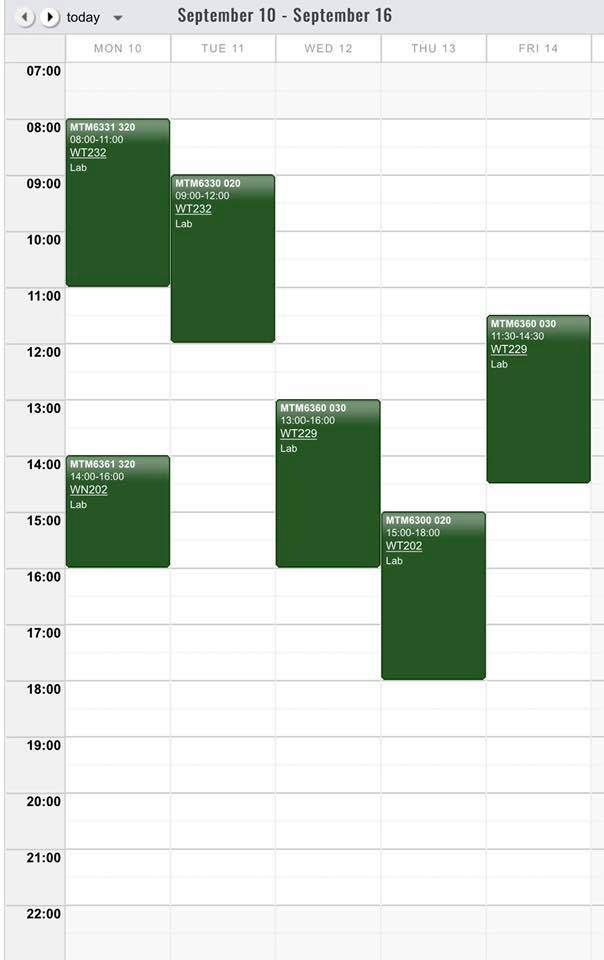 today
September 10 - September 16
MON 10
TUE 11
WED 12
THU 13
FRI 14
07:00
08:00
MTM6331 320
08:00-11:00
WT232
Lab
09:00
MTM6330 020
09:00-12:00
WT232
Lab
10:00
11:00
MTM6360 030
11:30-14:30
WT229
Lab
12:00
13:00
MTM6360 030
13:00-16:00
WT229
Lab
14:00
MTM6361 320
14:00-16:00
WN202
Lab
15:00
MTM6300 020
15:00-18:00
WT202
Lab
16:00
17:00
18:00
19:00
20:00
21:00
22:00